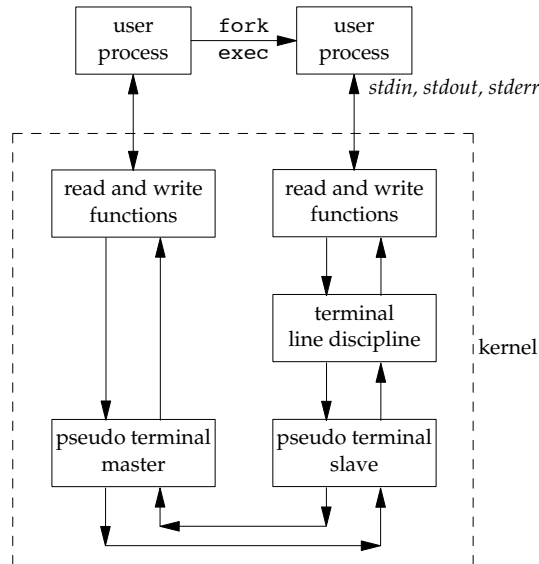 user
process
fork
exec
user
process
stdin, stdout, stderr
read and write
functions
read and write
functions
terminal
line discipline
kernel
pseudo terminal
master
pseudo terminal
slave